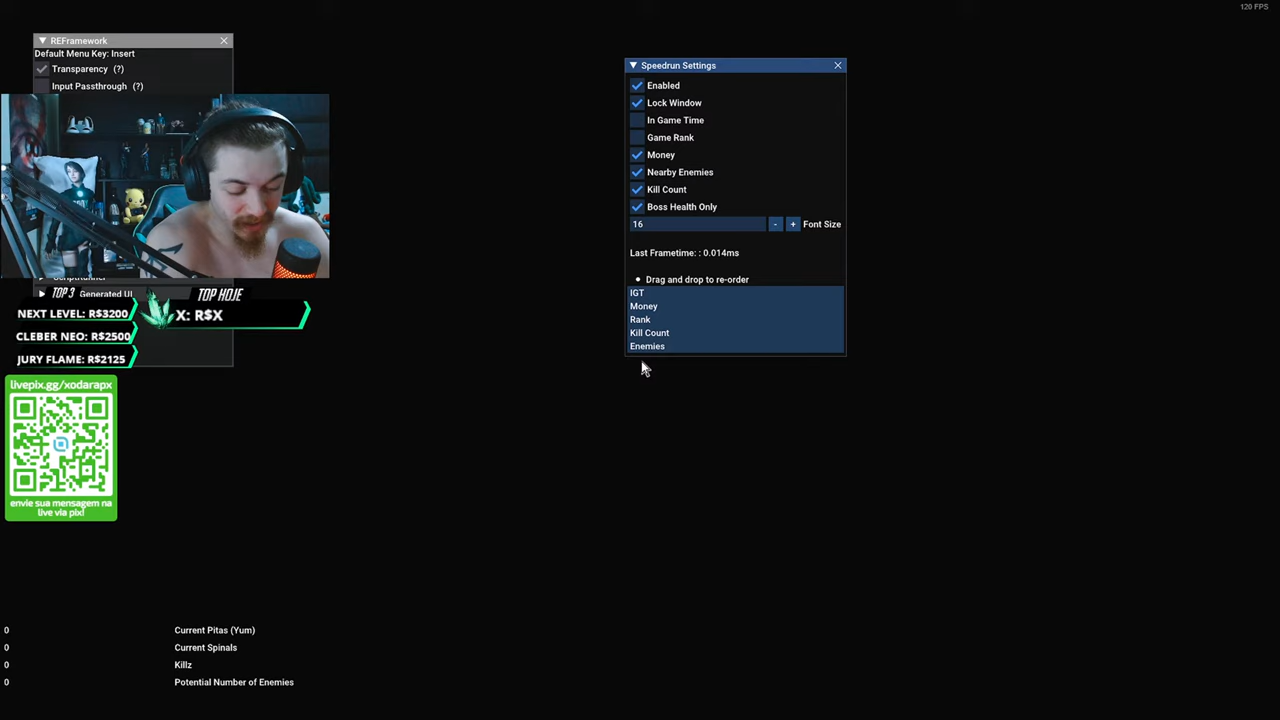 120 FPS
REFramework
Default Menu Key: Insert
Transparency (?)
Input Passthrough (?)
Generated UI
TOP 3
NEXT LEVEL: R$3200
CLEBER NEO: R$2500
JURY FLAME: R$2125
TOP HOJE
X: R$X
livepix.gg/xodarapx
envie sua mensagem na
live via pix!
Speedrun Settings
Enabled
Lock Window
In Game Time
Game Rank
Money
Nearby Enemies
Kill Count
Boss Health Only
16 - + Font Size
Last Frametime: : 0.014ms
Drag and drop to re-order
IGT
Money
Rank
Kill Count
Enemies
0 Current Pitas (Yum)
0 Current Spinals
0 Killz
0 Potential Number of Enemies